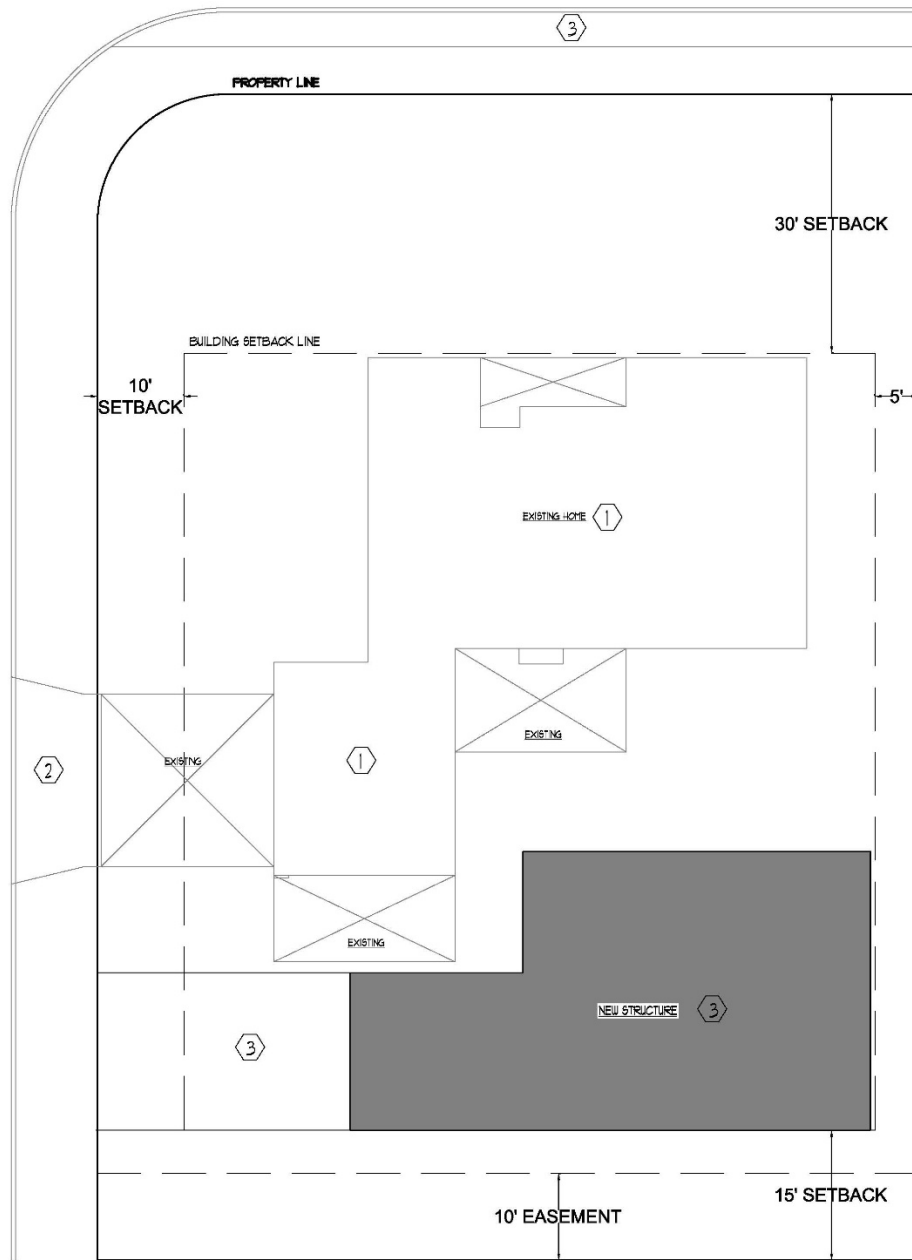 3
PROPERTY LINE
30' SETBACK
BUILDING SETBACK LINE
10'
SETBACK
5'
EXISTING HOME 1
EXISTING
EXISTNG
1
2
EXISTING
NEW STRUCTURE 3
3
15' SETBACK
10' EASEMENT